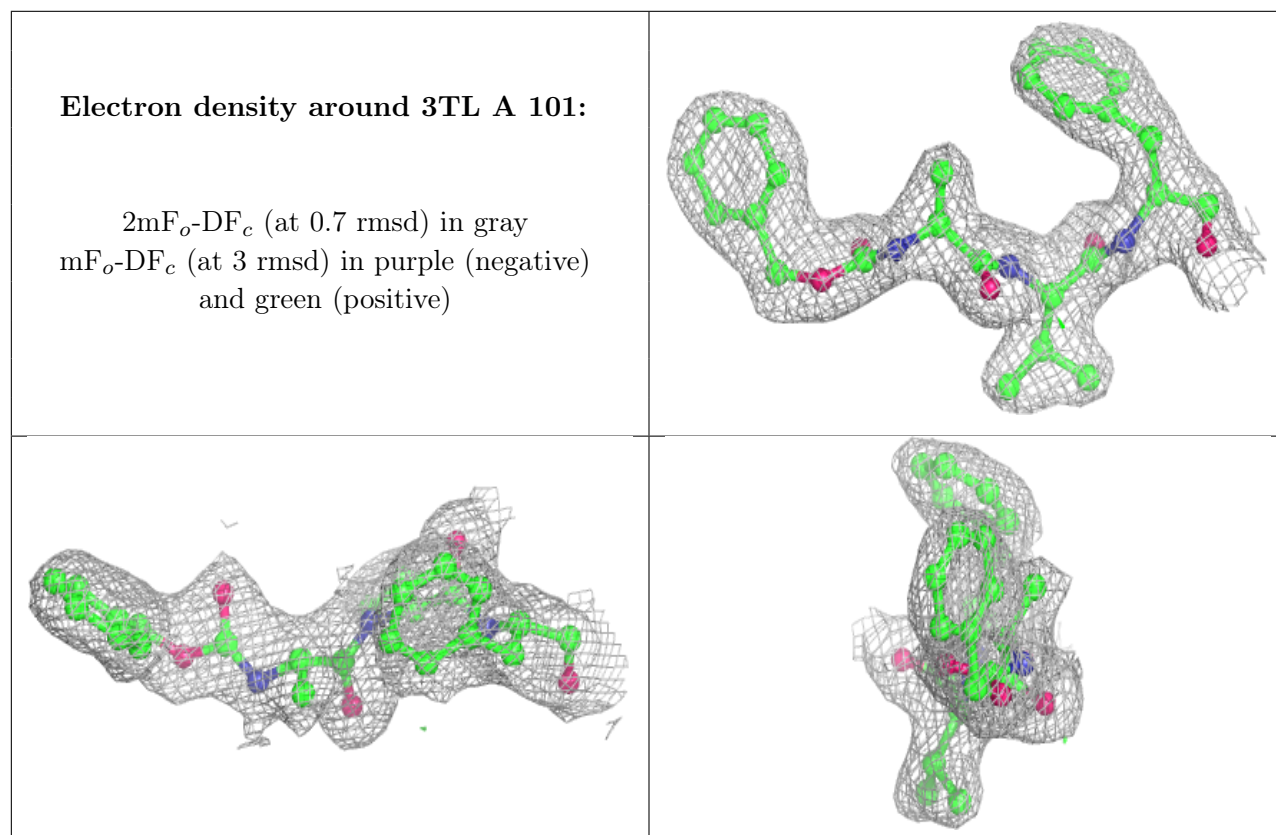 Electron density around 3TL A 101:
2mFo-DFc (at 0.7 rmsd) in gray
mFo-DFc (at 3 rmsd) in purple (negative)
and green (positive)